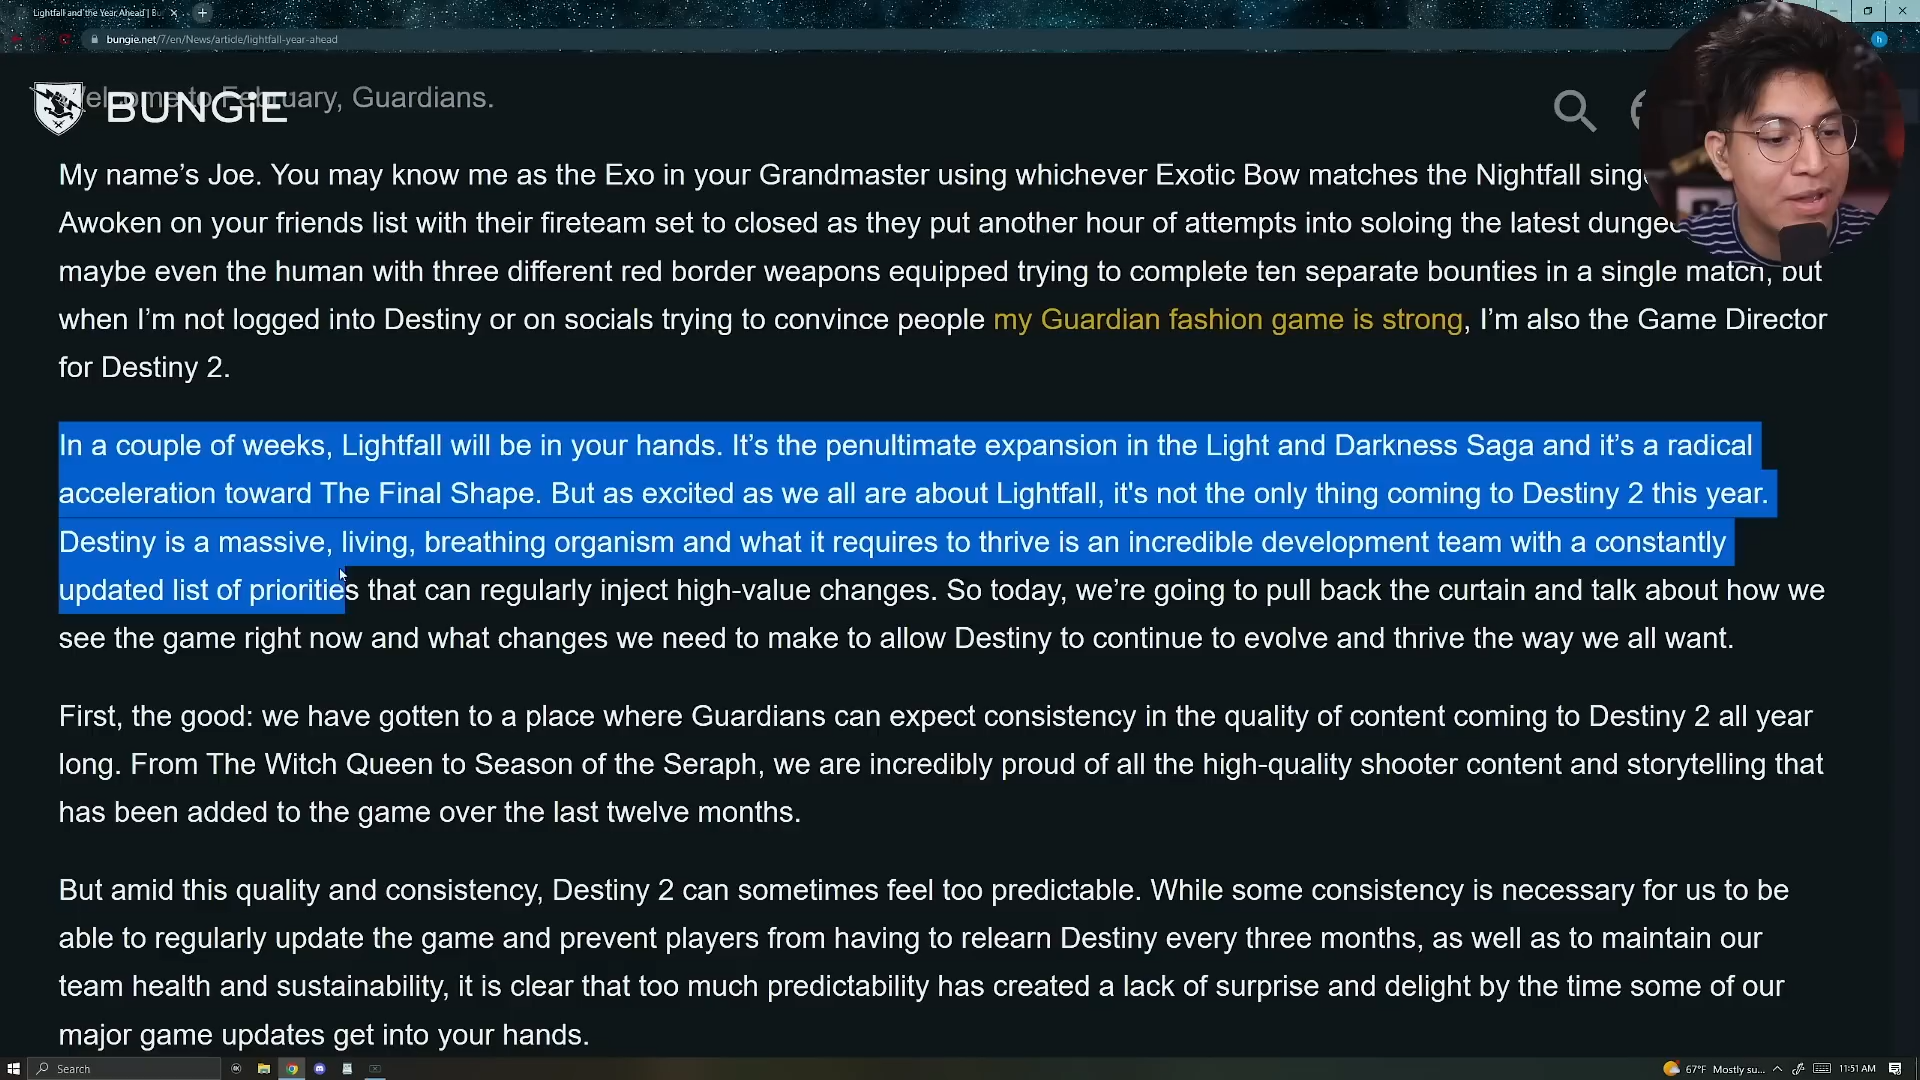 Lightfall and the Year Ahead | Bu
bungie.net/7/en/News/article/lightfall-year-ahead
h
Welcome to February, Guardians.
BUNGiE
My name’s Joe. You may know me as the Exo in your Grandmaster using whichever Exotic Bow matches the Nightfall singe
Awoken on your friends list with their fireteam set to closed as they put another hour of attempts into soloing the latest
maybe even the human with three different red border weapons equipped trying to complete ten separate bounties in a single match, but
when I’m not logged into Destiny or on socials trying to convince people my Guardian fashion game is strong, I’m also the Game Director
for Destiny 2.
In a couple of weeks, Lightfall will be in your hands. It’s the penultimate expansion in the Light and Darkness Saga and it’s a radical
acceleration toward The Final Shape. But as excited as we all are about Lightfall, it's not the only thing coming to Destiny 2 this year.
Destiny is a massive, living, breathing organism and what it requires to thrive is an incredible development team with a constantly
updated list of priorities that can regularly inject high-value changes. So today, we’re going to pull back the curtain and talk about how we
see the game right now and what changes we need to make to allow Destiny to continue to evolve and thrive the way we all want.
First, the good: we have gotten to a place where Guardians can expect consistency in the quality of content coming to Destiny 2 all year
long. From The Witch Queen to Season of the Seraph, we are incredibly proud of all the high-quality shooter content and storytelling that
has been added to the game over the last twelve months.
But amid this quality and consistency, Destiny 2 can sometimes feel too predictable. While some consistency is necessary for us to be
able to regularly update the game and prevent players from having to relearn Destiny every three months, as well as to maintain our
team health and sustainability, it is clear that too much predictability has created a lack of surprise and delight by the time some of our
major game updates get into your hands.
Search
67°F Mostly su... 11:51 AM